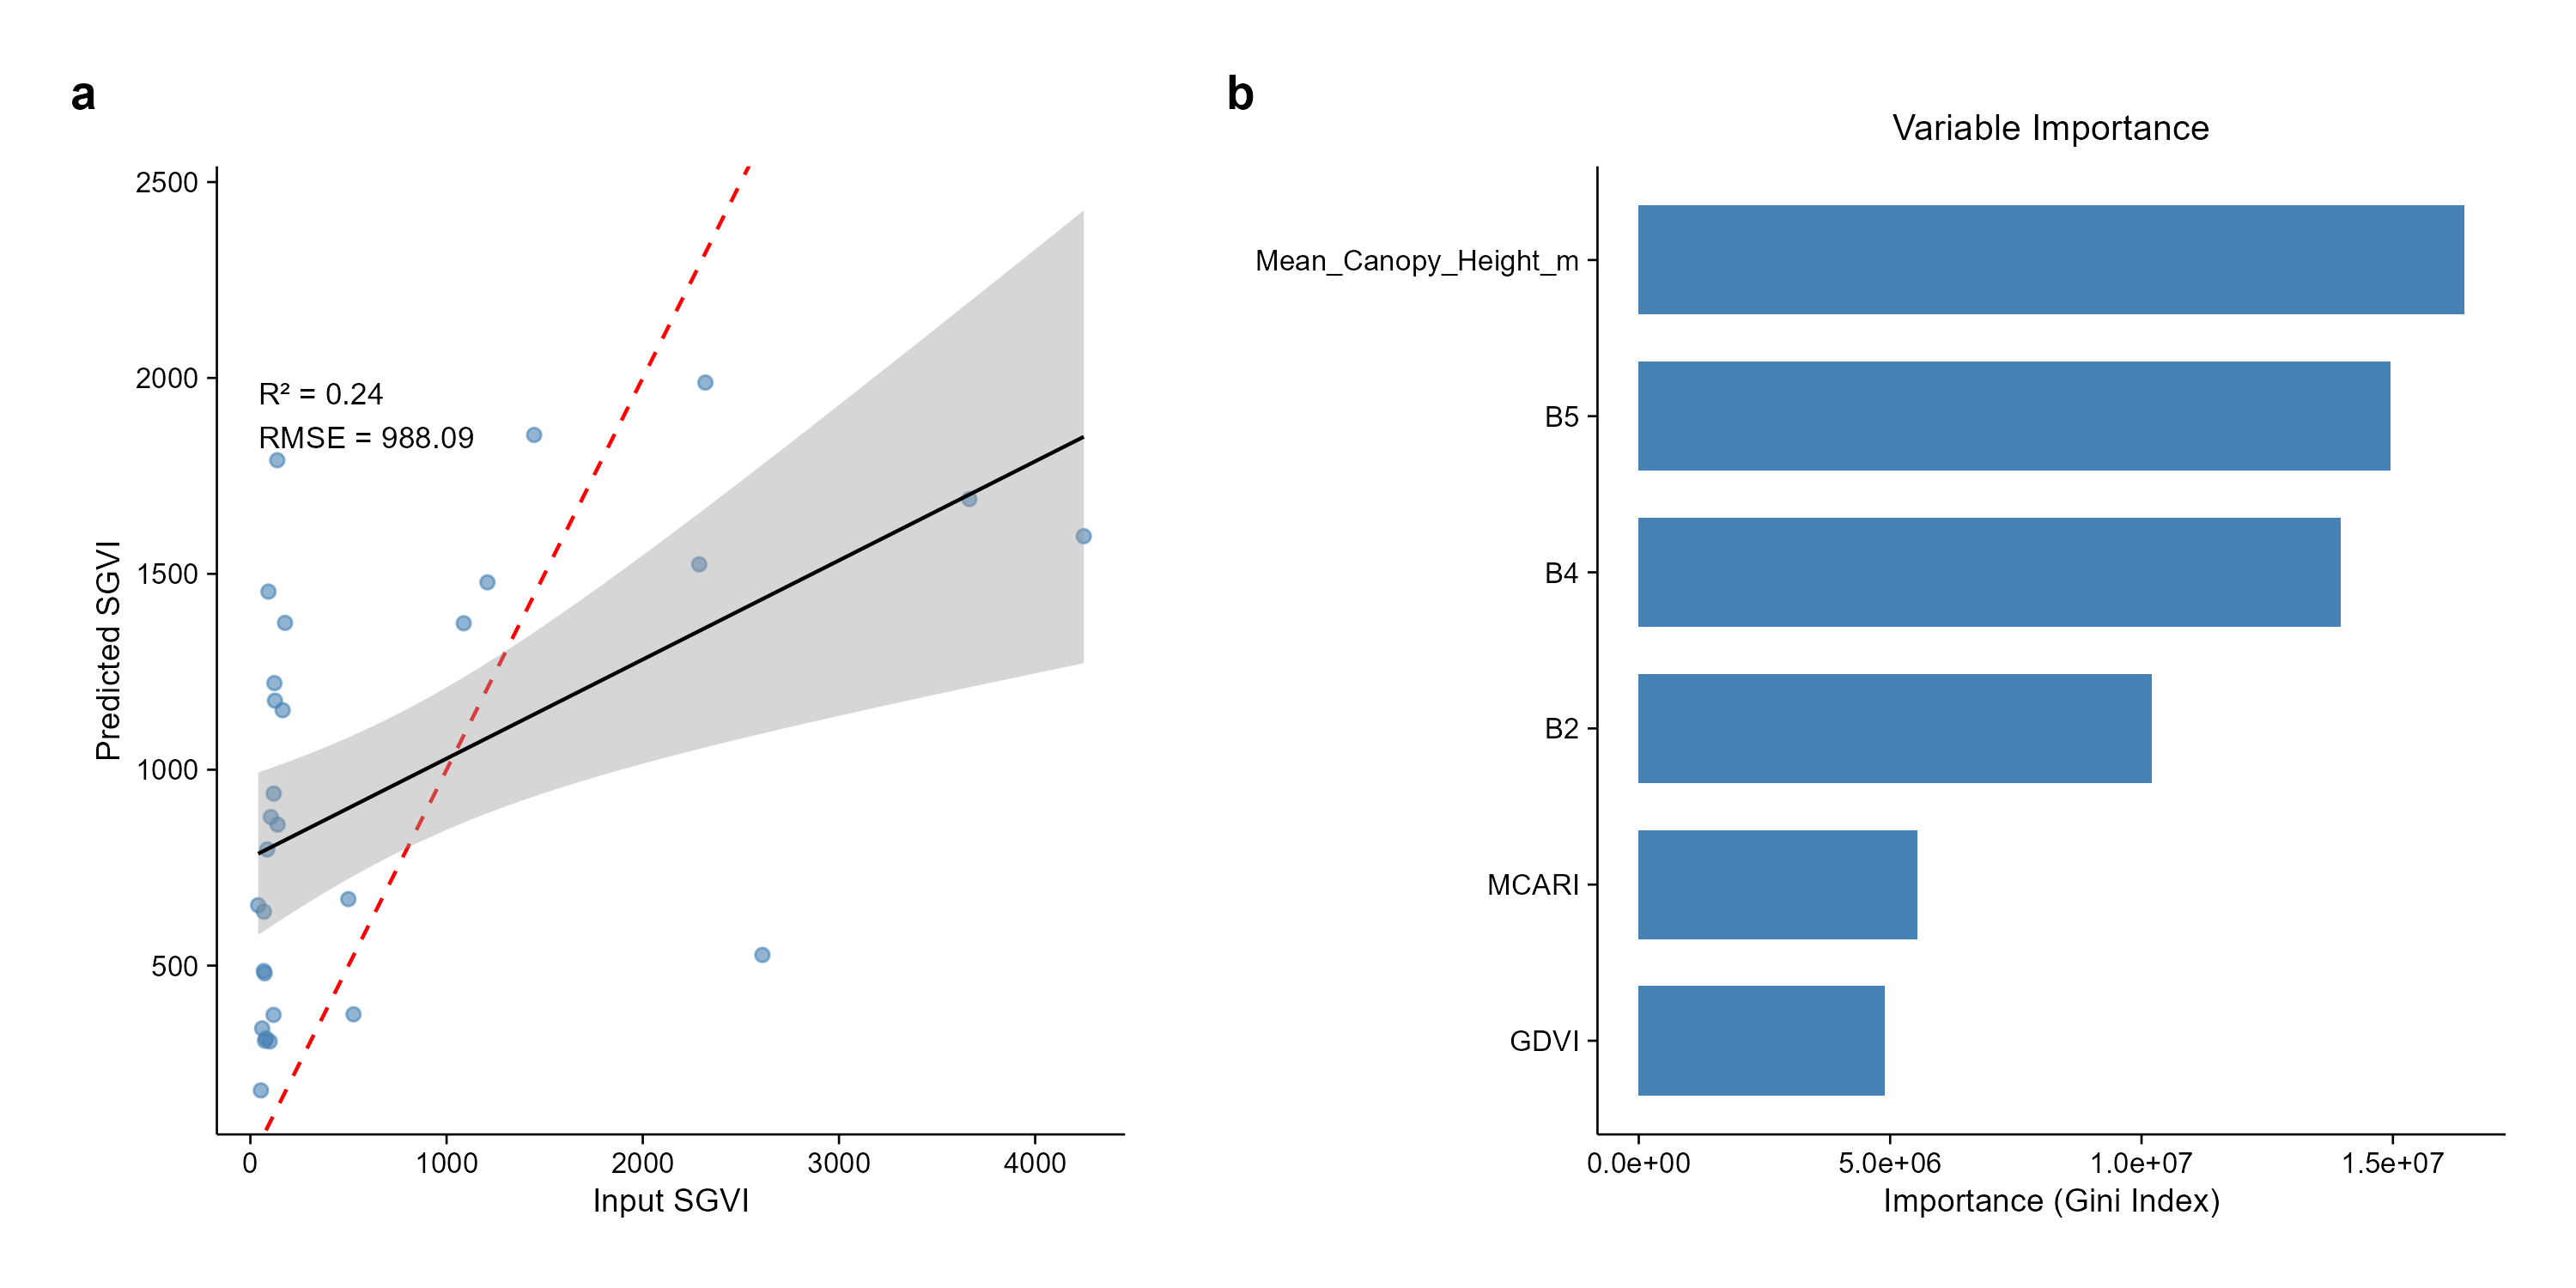 a
2500
2000
1500
1000
500
Predicted SGVI
R² = 0.24
RMSE = 988.09
0 1000 2000 3000 4000
Input SGVI
b
Variable Importance
Mean_Canopy_Height_m
B5
B4
B2
MCARI
GDVI
0.0e+00 5.0e+06 1.0e+07 1.5e+07
Importance (Gini Index)